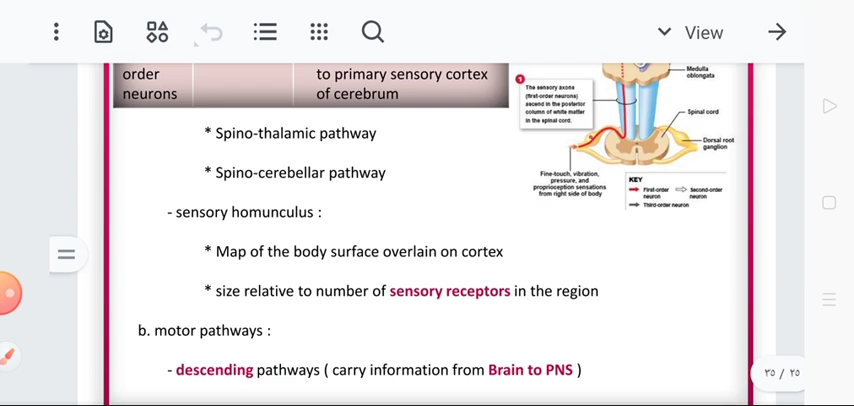 View
order
neurons
to primary sensory cortex
of cerebrum
* Spino-thalamic pathway
* Spino-cerebellar pathway
- sensory homunculus :
* Map of the body surface overlain on cortex
* size relative to number of sensory receptors in the region
b. motor pathways :
- descending pathways ( carry information from Brain to PNS )
1
The sensory axons
(first-order neurons)
ascend in the posterior
column of white matter
in the spinal cord.
Medulla
oblongata
Spinal cord
Dorsal root
ganglion
Fine-touch, vibration,
pressure, and
proprioception sensations
from right side of body
KEY
First-order
neuron
Second-order
neuron
Third-order neuron
٣٥ / ٢٥